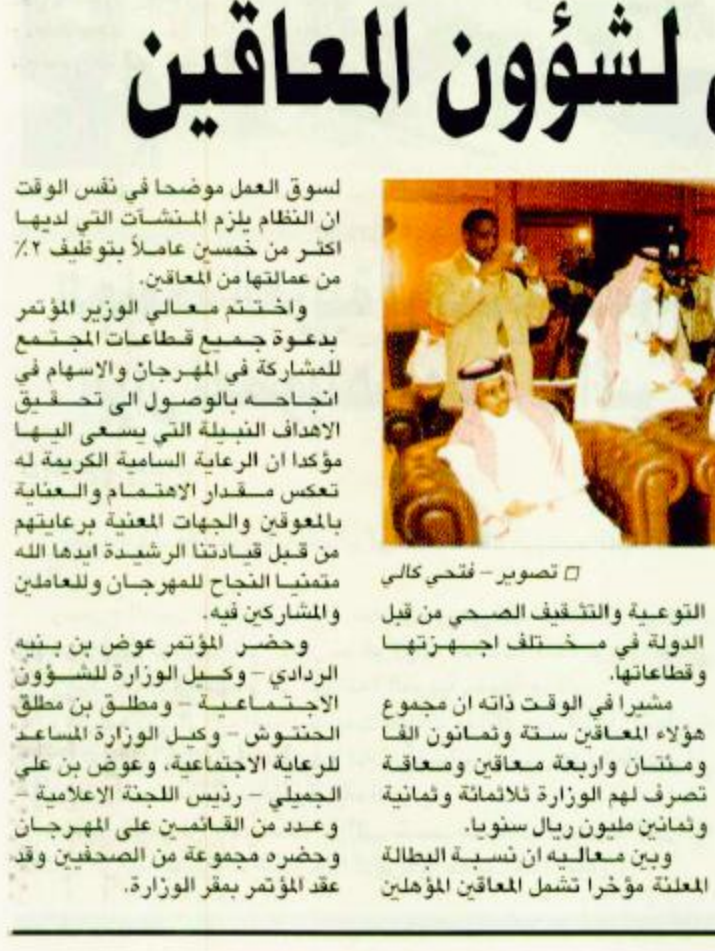 لشؤون المعاقين
□ تصوير – فتحي كالي
التوعية والتثقيف الصحي من قبل
الدولة في مختلف اجهزتها
وقطاعاتها.
مشيرا في الوقت ذاته ان مجموع
هؤلاء المعاقين ستة وثمانون الفا
ومئتان واربعة معاقين ومعاقة
تصرف لهم الوزارة ثلاثمائة وثمانية
وثمانين مليون ريال سنويا.
وبين معاليه ان نسبة البطالة
المعلنة مؤخرا تشمل المعاقين المؤهلين
لسوق العمل موضحا في نفس الوقت
ان النظام يلزم المنشآت التي لديها
اكثر من خمسين عاملاً بتوظيف ٢٪
من عمالتها من المعاقين.
واختتم معالي الوزير المؤتمر
بدعوة جميع قطاعات المجتمع
للمشاركة في المهرجان والاسهام في
انجاحه بالوصول الى تحقيق
الاهداف النبيلة التي يسعى اليها
مؤكدا ان الرعاية السامية الكريمة له
تعكس مقدار الاهتمام والعناية
بالمعوقين والجهات المعنية برعايتهم
من قبل قيادتنا الرشيدة ايدها الله
متمنيا النجاح للمهرجان وللعاملين
والمشاركين فيه.
وحضر المؤتمر عوض بن بنيه
الردادي – وكيل الوزارة للشؤون
الاجتماعية – ومطلق بن مطلق
الحنتوش – وكيل الوزارة المساعد
للرعاية الاجتماعية، وعوض بن علي
الجميلي – رئيس اللجنة الاعلامية –
وعدد من القائمين على المهرجان
وحضره مجموعة من الصحفيين وقد
عقد المؤتمر بمقر الوزارة.